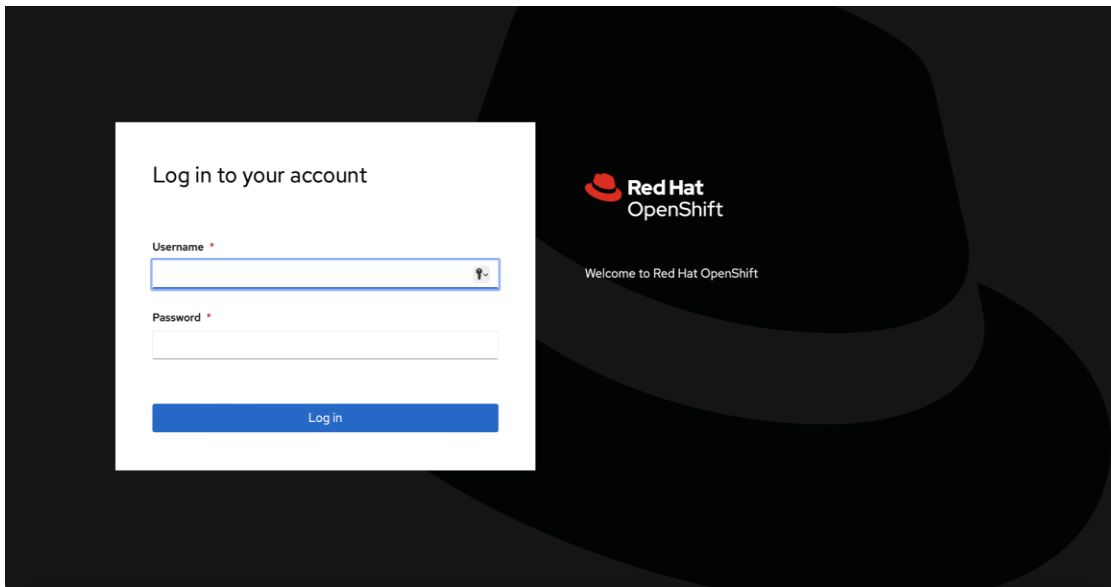 Log in to your account
Username *
Password *
Log in
Red Hat
OpenShift
Welcome to Red Hat OpenShift